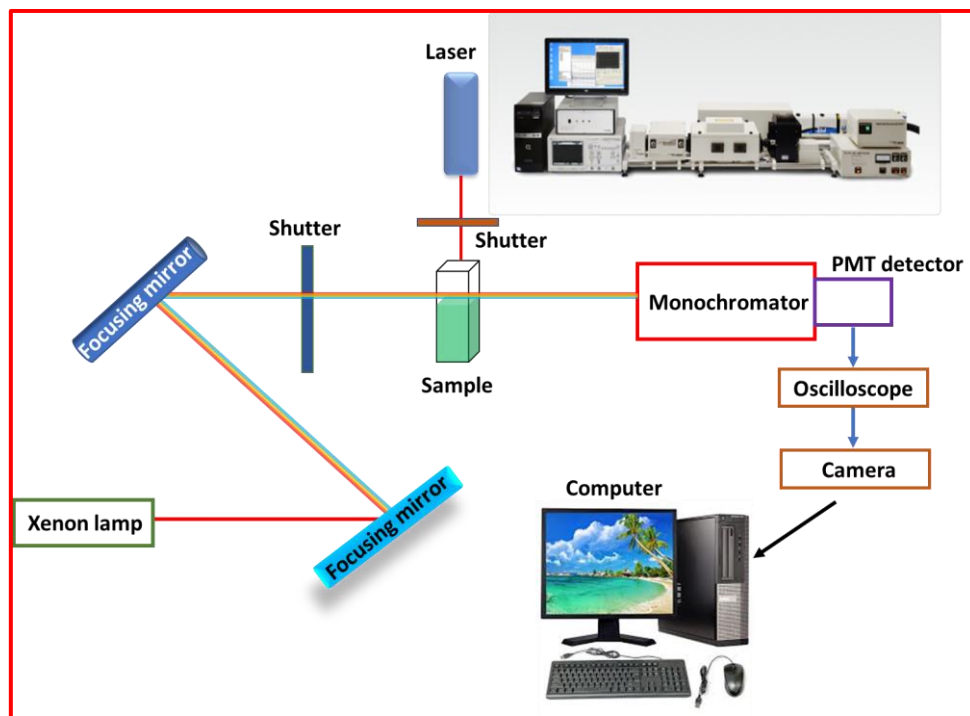 Laser
Shutter
Shutter
Focusing mirror
PMT detector
Monochromator
Sample
Oscilloscope
Camera
Computer
Xenon lamp
Focusing mirror